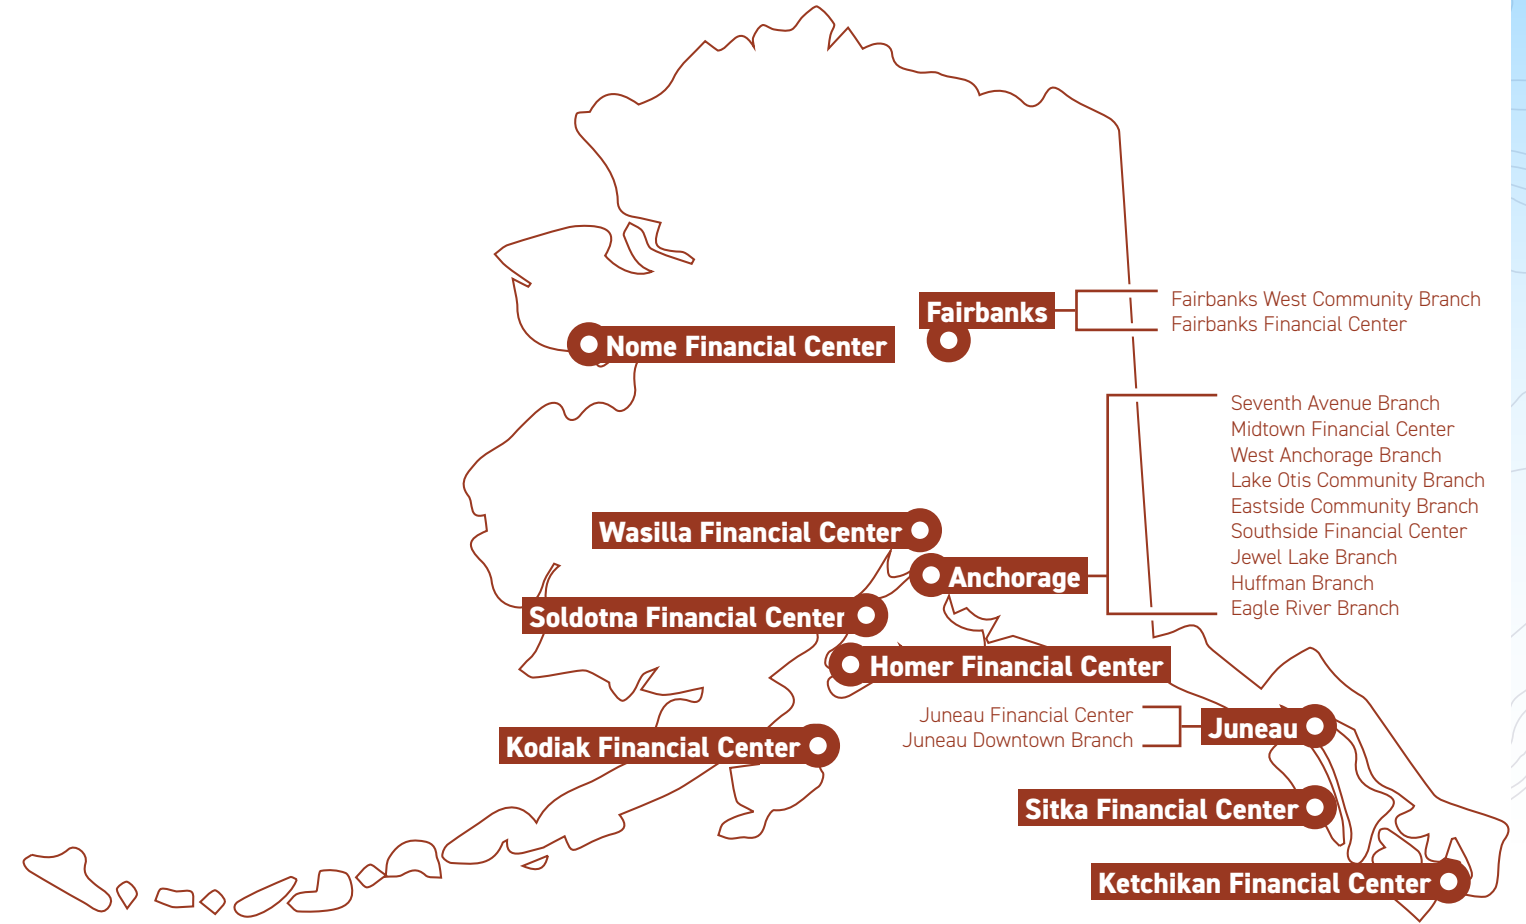 Fairbanks
Fairbanks West Community Branch
Fairbanks Financial Center
Nome Financial Center
Seventh Avenue Branch
Midtown Financial Center
West Anchorage Branch
Lake Otis Community Branch
Eastside Community Branch
Southside Financial Center
Jewel Lake Branch
Huffman Branch
Eagle River Branch
Wasilla Financial Center
Anchorage
Soldotna Financial Center
Homer Financial Center
Juneau Financial Center
Juneau Downtown Branch
Juneau
Kodiak Financial Center
Sitka Financial Center
Ketchikan Financial Center